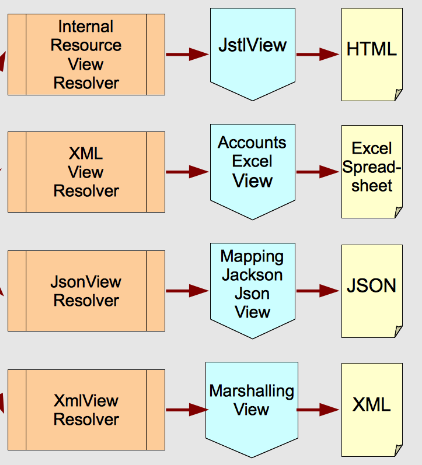 Internal
Resource
View
Resolver
JstlView
HTML
XML
View
Resolver
Accounts
Excel
View
Excel
Spread-
sheet
JsonView
Resolver
Mapping
Jackson
Json
View
JSON
XmlView
Resolver
Marshalling
View
XML